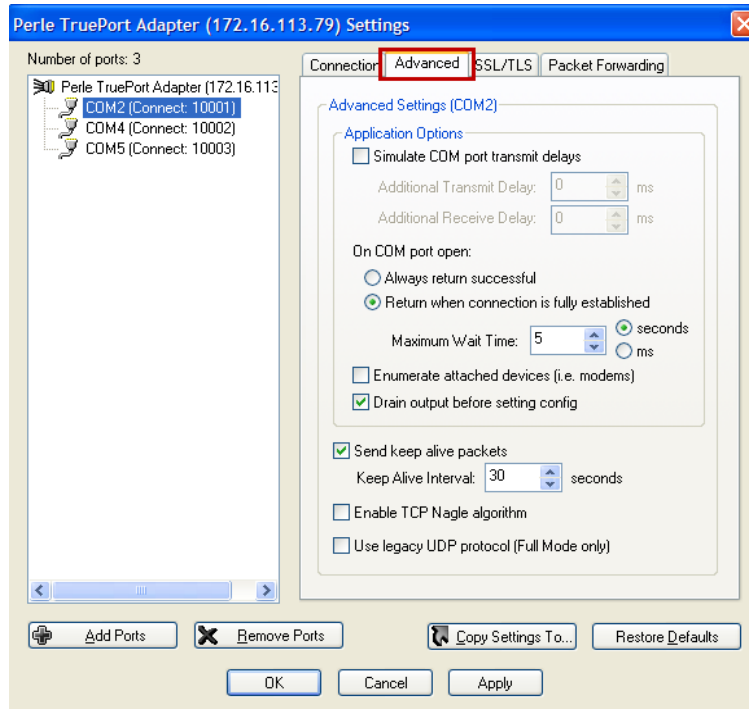 Perle TruePort Adapter (172.16.113.79) Settings
Number of ports: 3
Perle TruePort Adapter (172.16.113
COM2 (Connect: 10001)
COM4 (Connect: 10002)
COM5 (Connect: 10003)
Connection Advanced SSL/TLS Packet Forwarding
Advanced Settings (COM2)
Application Options
Simulate COM port transmit delays
Additional Transmit Delay: 0 ms
Additional Receive Delay: 0 ms
On COM port open:
Always return successful
Return when connection is fully established
Maximum Wait Time: 5 seconds
ms
Enumerate attached devices (i.e. modems)
Drain output before setting config
Send keep alive packets
Keep Alive Interval: 30 seconds
Enable TCP Nagle algorithm
Use legacy UDP protocol (Full Mode only)
Add Ports Remove Ports Copy Settings To... Restore Defaults
OK Cancel Apply